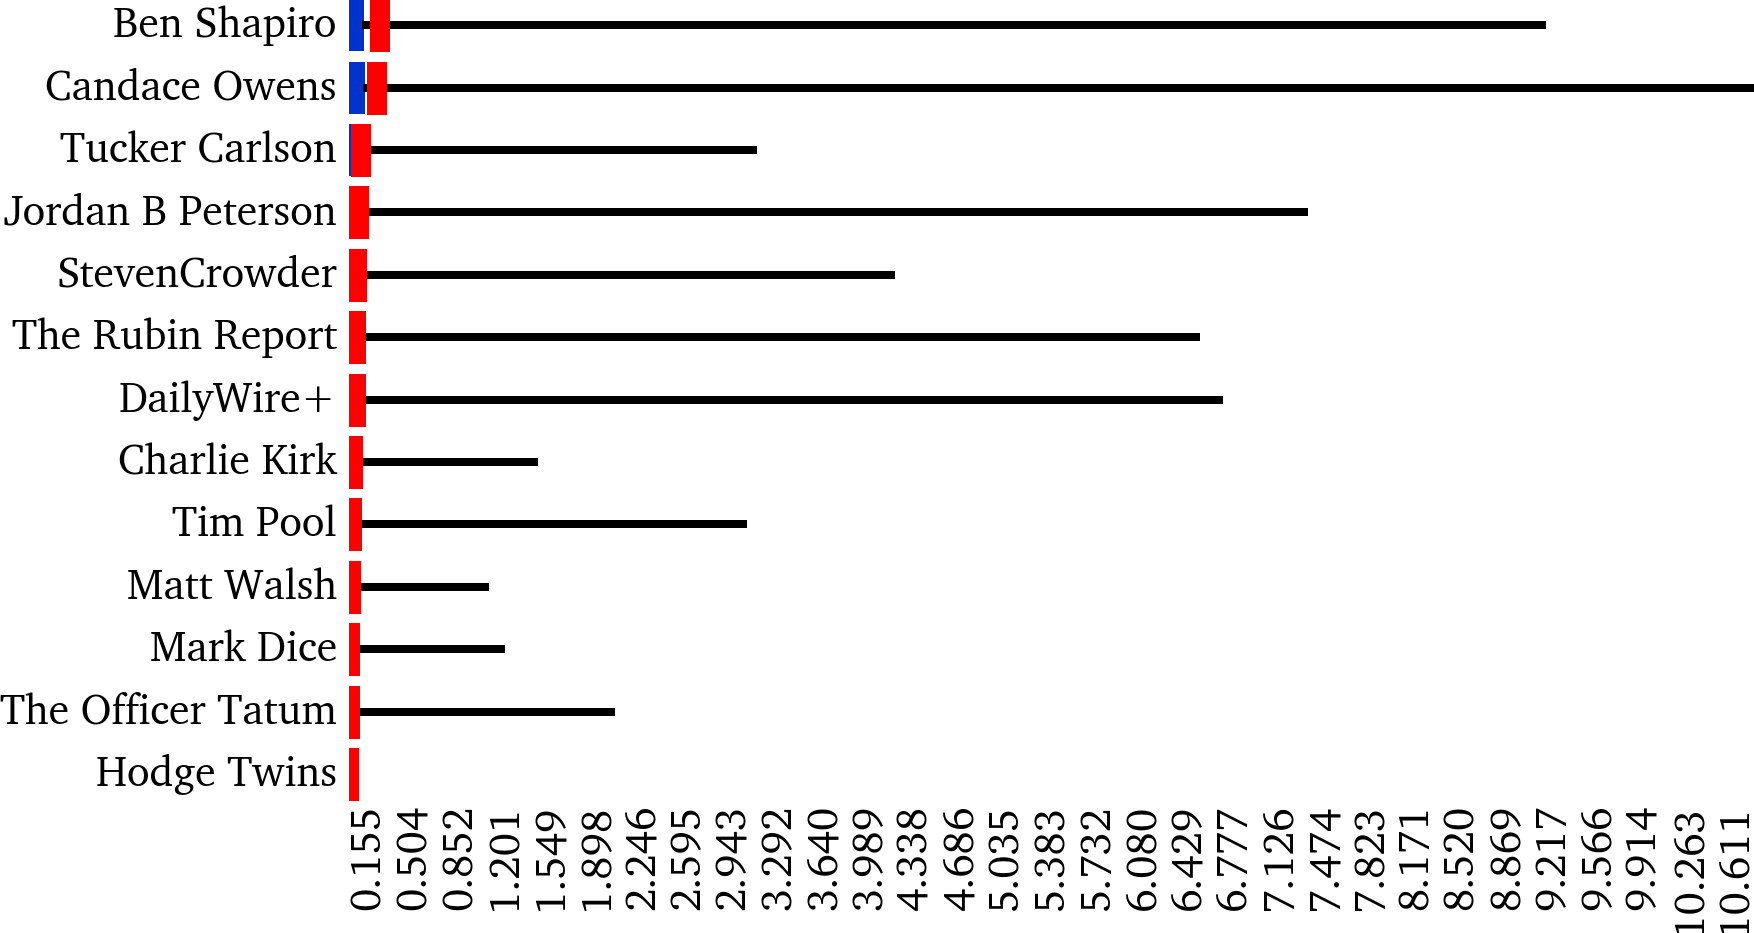 Ben Shapiro
Candace Owens
Tucker Carlson
Jordan B Peterson
StevenCrowder
The Rubin Report
DailyWire+
Charlie Kirk
Tim Pool
Matt Walsh
Mark Dice
The Officer Tatum
Hodge Twins
0.155
0.504
0.852
1.201
1.549
1.898
2.246
2.595
2.943
3.292
3.640
3.989
4.338
4.686
5.035
5.383
5.732
6.080
6.429
6.777
7.126
7.474
7.823
8.171
8.520
8.869
9.217
9.566
9.914
10.263
10.611